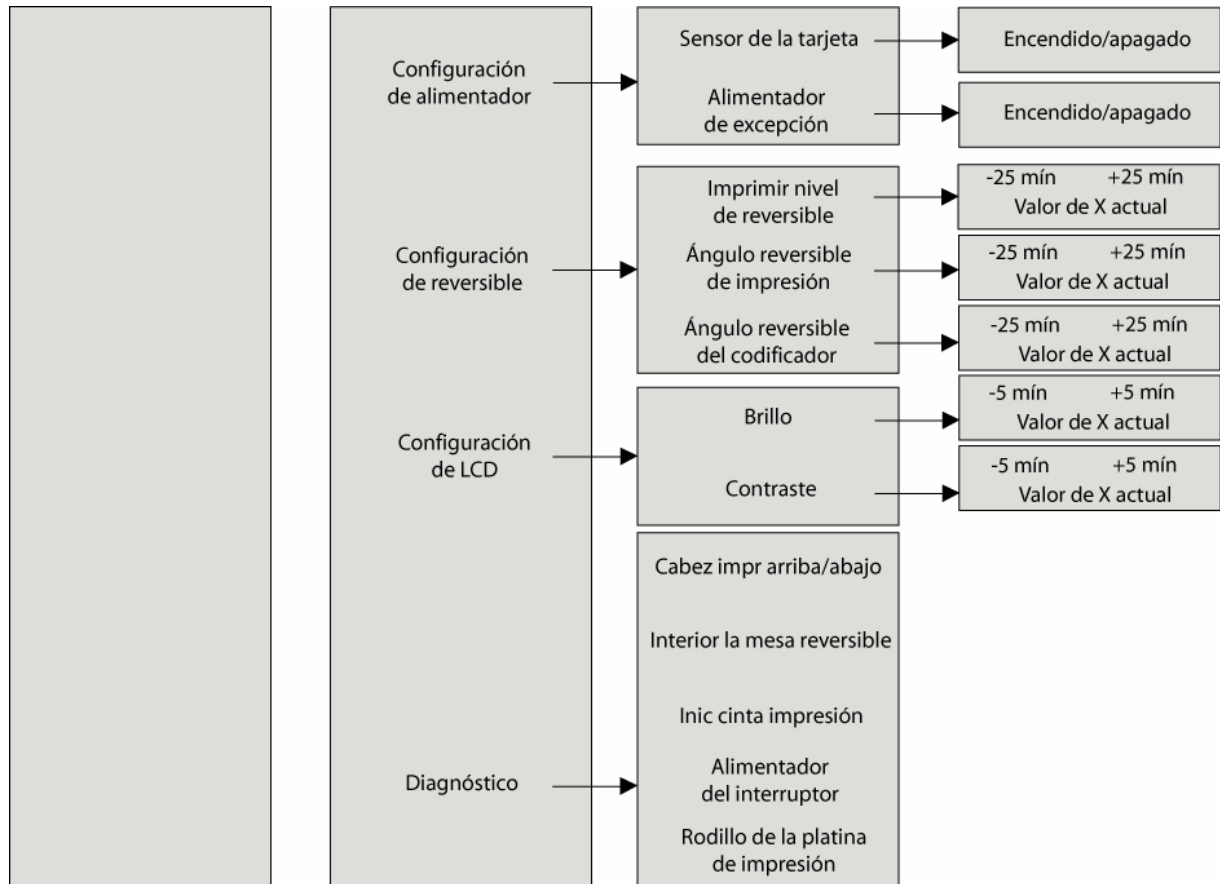 Configuración
de alimentador
Sensor de la tarjeta
Encendido/apagado
Alimentador
de excepción
Encendido/apagado
Configuración
de reversible
Imprimir nivel
de reversible
-25 mín +25 mín
Valor de X actual
Ángulo reversible
de impresión
-25 mín +25 mín
Valor de X actual
Ángulo reversible
del codificador
-25 mín +25 mín
Valor de X actual
Configuración
de LCD
Brillo
-5 mín +5 mín
Valor de X actual
Contraste
-5 mín +5 mín
Valor de X actual
Diagnóstico
Cabez impr arriba/abajo
Interior la mesa reversible
Inic cinta impresión
Alimentador
del interruptor
Rodillo de la platina
de impresión